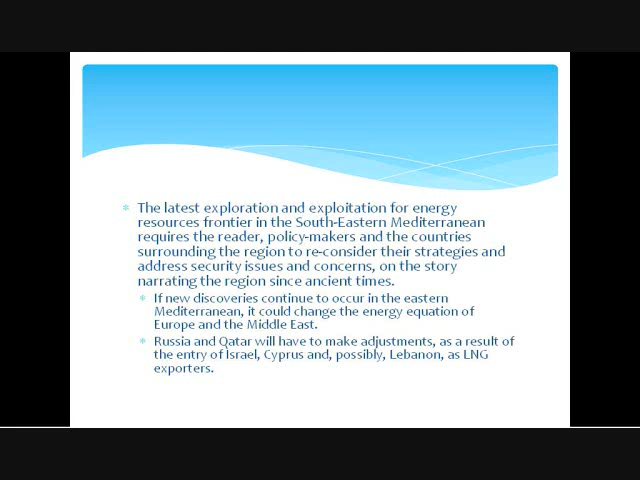 The latest exploration and exploitation for energy
resources frontier in the South-Eastern Mediterranean
requires the reader, policy-makers and the countries
surrounding the region to re-consider their strategies and
address security issues and concerns, on the story
narrating the region since ancient times.
If new discoveries continue to occur in the eastern
Mediterranean, it could change the energy equation of
Europe and the Middle East.
Russia and Qatar will have to make adjustments, as a result of
the entry of Israel, Cyprus and, possibly, Lebanon, as LNG
exporters.